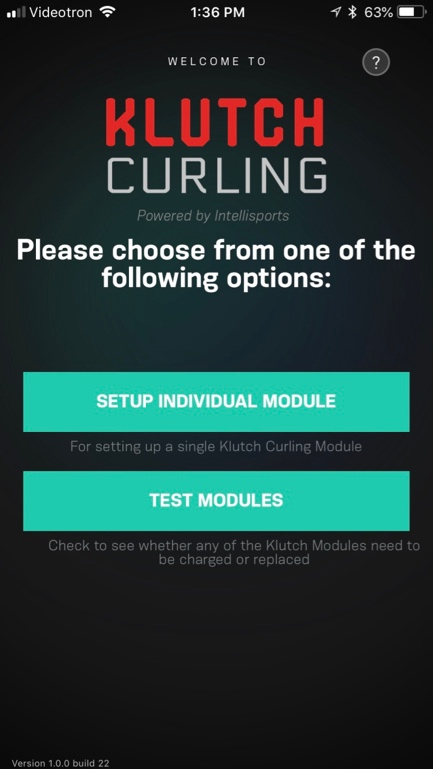 Videotron 1:36 PM 63%
WELCOME TO
?
KLUTCH
CURLING
Powered by Intellisports
Please choose from one of the
following options:
SETUP INDIVIDUAL MODULE
For setting up a single Klutch Curling Module
TEST MODULES
Check to see whether any of the Klutch Modules need to
be charged or replaced
Version 1.0.0 build 22